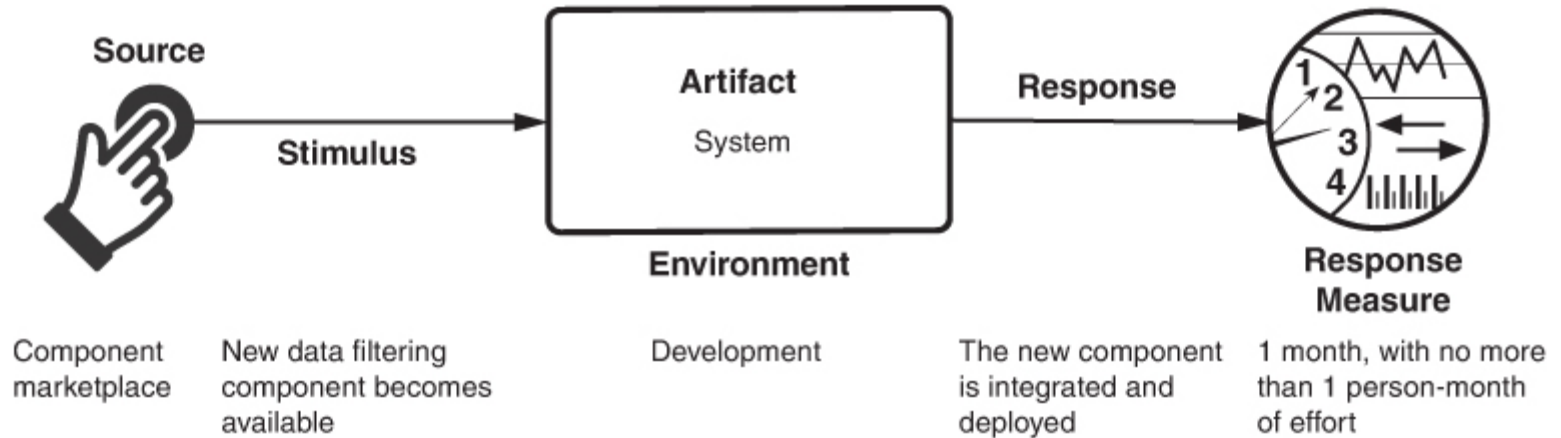 Source
Stimulus
Artifact
System
Environment
Response
1
2
3
4
Response
Measure
Component
marketplace
New data filtering
component becomes
available
Development
The new component
is integrated and
deployed
1 month, with no more
than 1 person-month
of effort